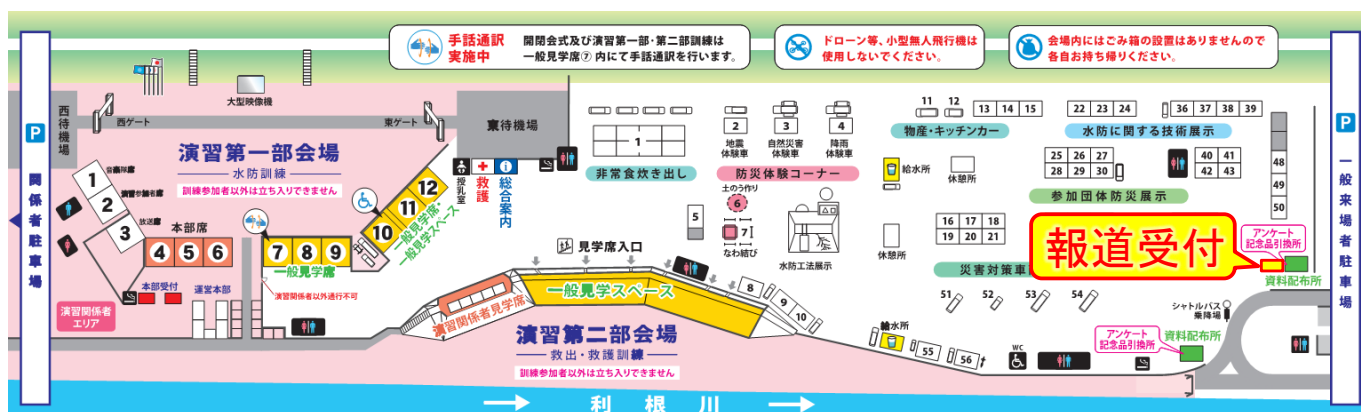 手話通訳
実施中
開閉会式及び演習第一部・第二部訓練は
一般見学席⑦内にて手話通訳を行います。
ドローン等、小型無人飛行機は
使用しないでください。
会場内にはごみ箱の設置はありませんので
各自お持ち帰りください。
P
関係者駐車場
P
一般来場者駐車場
大型映像機
西待機場
西ゲート
東ゲート
東待機場
演習第一部会場
水防訓練
訓練参加者以外は立ち入りできません
音楽隊席
演習参加者席
放送席
1
2
3
本部席
4
5
6
7
8
9
一般見学席
10
11
12
一般見学席・
一般見学スペース
演習関係者以外通行不可
本部受付
運営本部
演習関係者
エリア
授乳室
救護
i
総合案内
1
非常食炊き出し
2
地震
体験車
3
自然災害
体験車
4
降雨
体験車
防災体験コーナー
土のう作り
6
5
7
なわ結び
水防工法展示
11
12
13
14
15
物産・キッチンカー
給水所
休憩所
休憩所
16
17
18
19
20
21
22
23
24
36
37
38
39
水防に関する技術展示
25
26
27
28
29
30
40
41
42
43
48
49
50
参加団体防災展示
災害対策車
51
52
53
54
報道受付
アンケート
記念品引換所
資料配布所
シャトルバス
乗降場
アンケート
記念品引換所
資料配布所
見学席入口
演習関係者見学席
一般見学スペース
8
9
10
演習第二部会場
救出・救護訓練
訓練参加者以外は立ち入りできません
給水所
55
56
WC
利根川